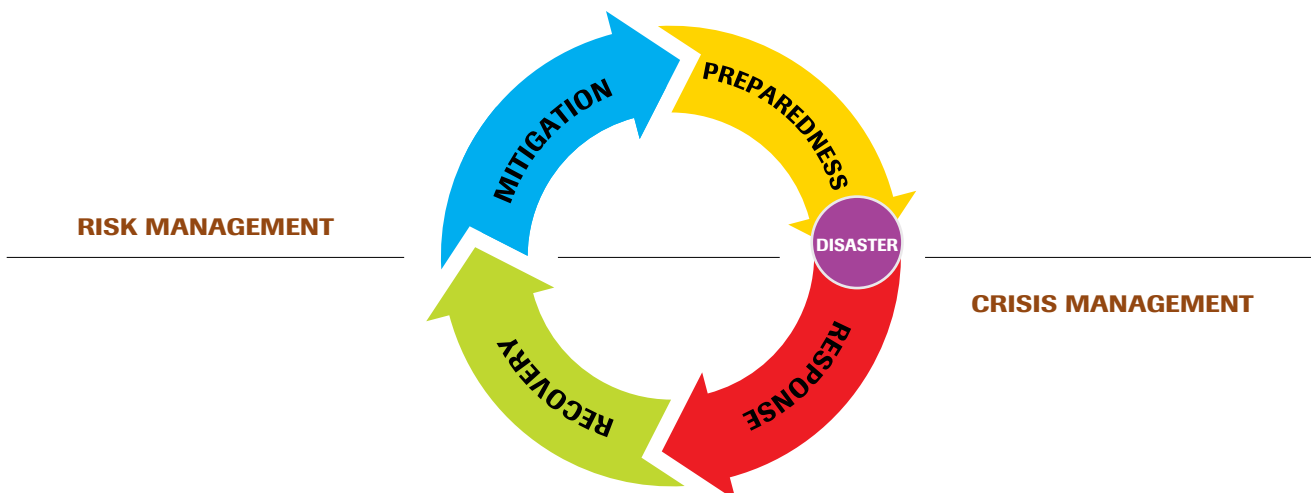 MITIGATION
PREPAREDNESS
RISK MANAGEMENT
DISASTER
CRISIS MANAGEMENT
RECOVERY
RESPONSE